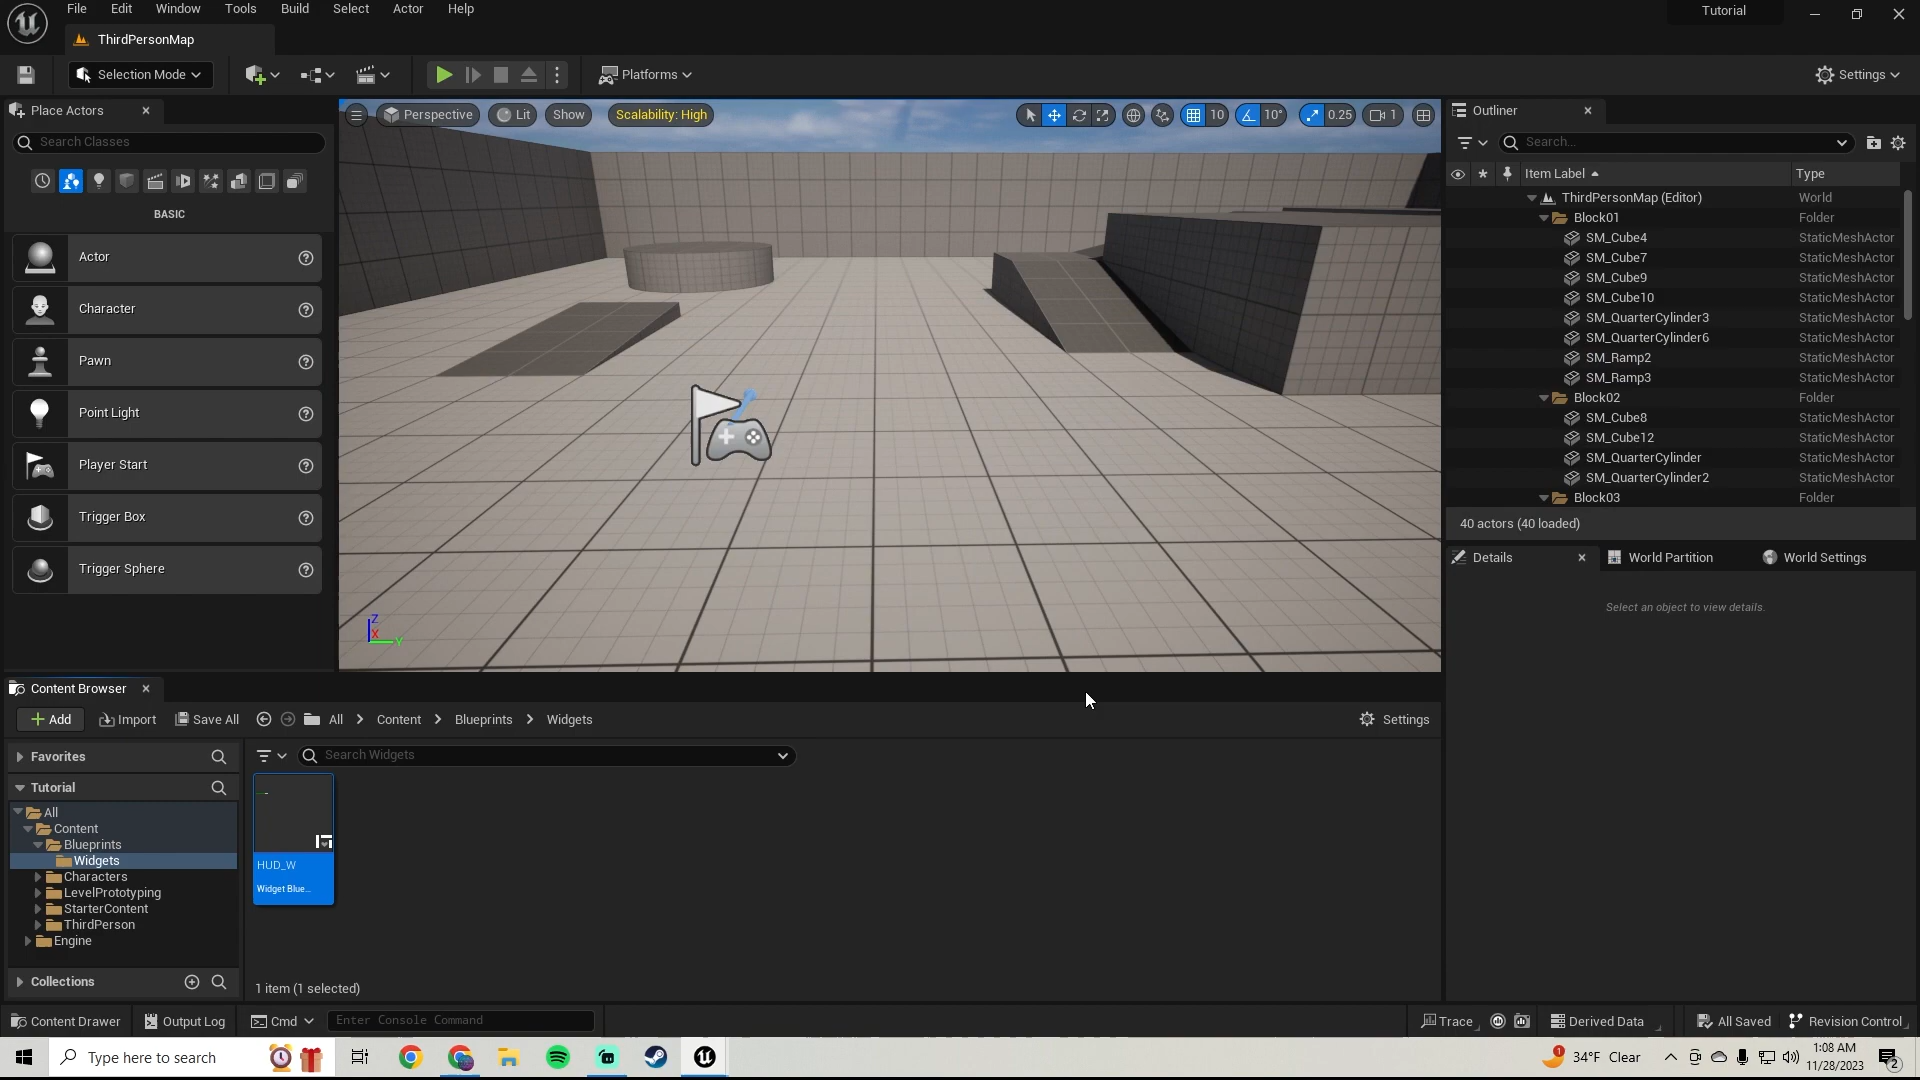 File Edit Window Tools Build Select Actor Help
Tutorial
ThirdPersonMap
Selection Mode
Platforms
Settings
Place Actors
Search Classes
BASIC
Actor
Character
Pawn
Point Light
Player Start
Trigger Box
Trigger Sphere
Perspective Lit Show Scalability: High
10 10° 0.25 1
Z
X
Y
Outliner
Search...
Item Label Type
ThirdPersonMap (Editor) World
Block01 Folder
SM_Cube4 StaticMeshActor
SM_Cube7 StaticMeshActor
SM_Cube9 StaticMeshActor
SM_Cube10 StaticMeshActor
SM_QuarterCylinder3 StaticMeshActor
SM_QuarterCylinder6 StaticMeshActor
SM_Ramp2 StaticMeshActor
SM_Ramp3 StaticMeshActor
Block02 Folder
SM_Cube8 StaticMeshActor
SM_Cube12 StaticMeshActor
SM_QuarterCylinder StaticMeshActor
SM_QuarterCylinder2 StaticMeshActor
Block03 Folder
40 actors (40 loaded)
Details World Partition World Settings
Select an object to view details.
Content Browser
Add Import Save All All Content Blueprints Widgets Settings
Favorites
Tutorial
All
Content
Blueprints
Widgets
Characters
LevelPrototyping
StarterContent
ThirdPerson
Engine
Collections
Search Widgets
HUD_W
Widget Blue...
1 item (1 selected)
Content Drawer Output Log Cmd Enter Console Command
Trace Derived Data All Saved Revision Control
Type here to search
1
34°F Clear
1:08 AM
11/28/2023
2